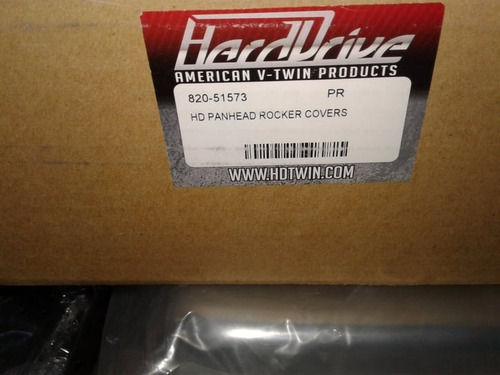 HardDrive
AMERICAN V-TWIN PRODUCTS
820-51573 PR
HD PANHEAD ROCKER COVERS
WWW.HDTWIN.COM